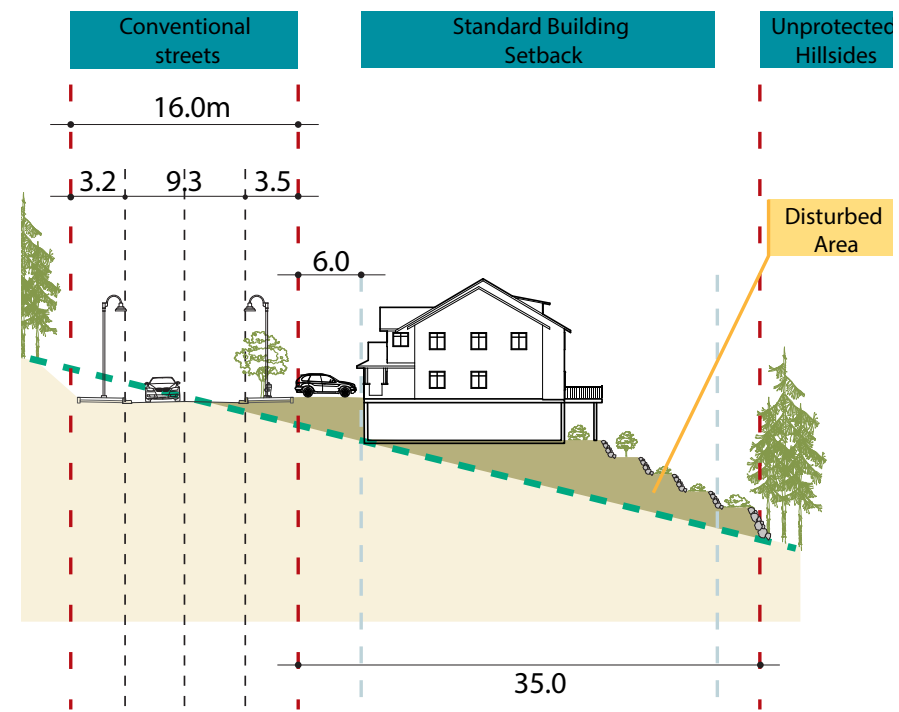 Conventional
streets
Standard Building
Setback
Unprotected
Hillsides
16.0m
3.2
9.3
3.5
Disturbed
Area
6.0
35.0